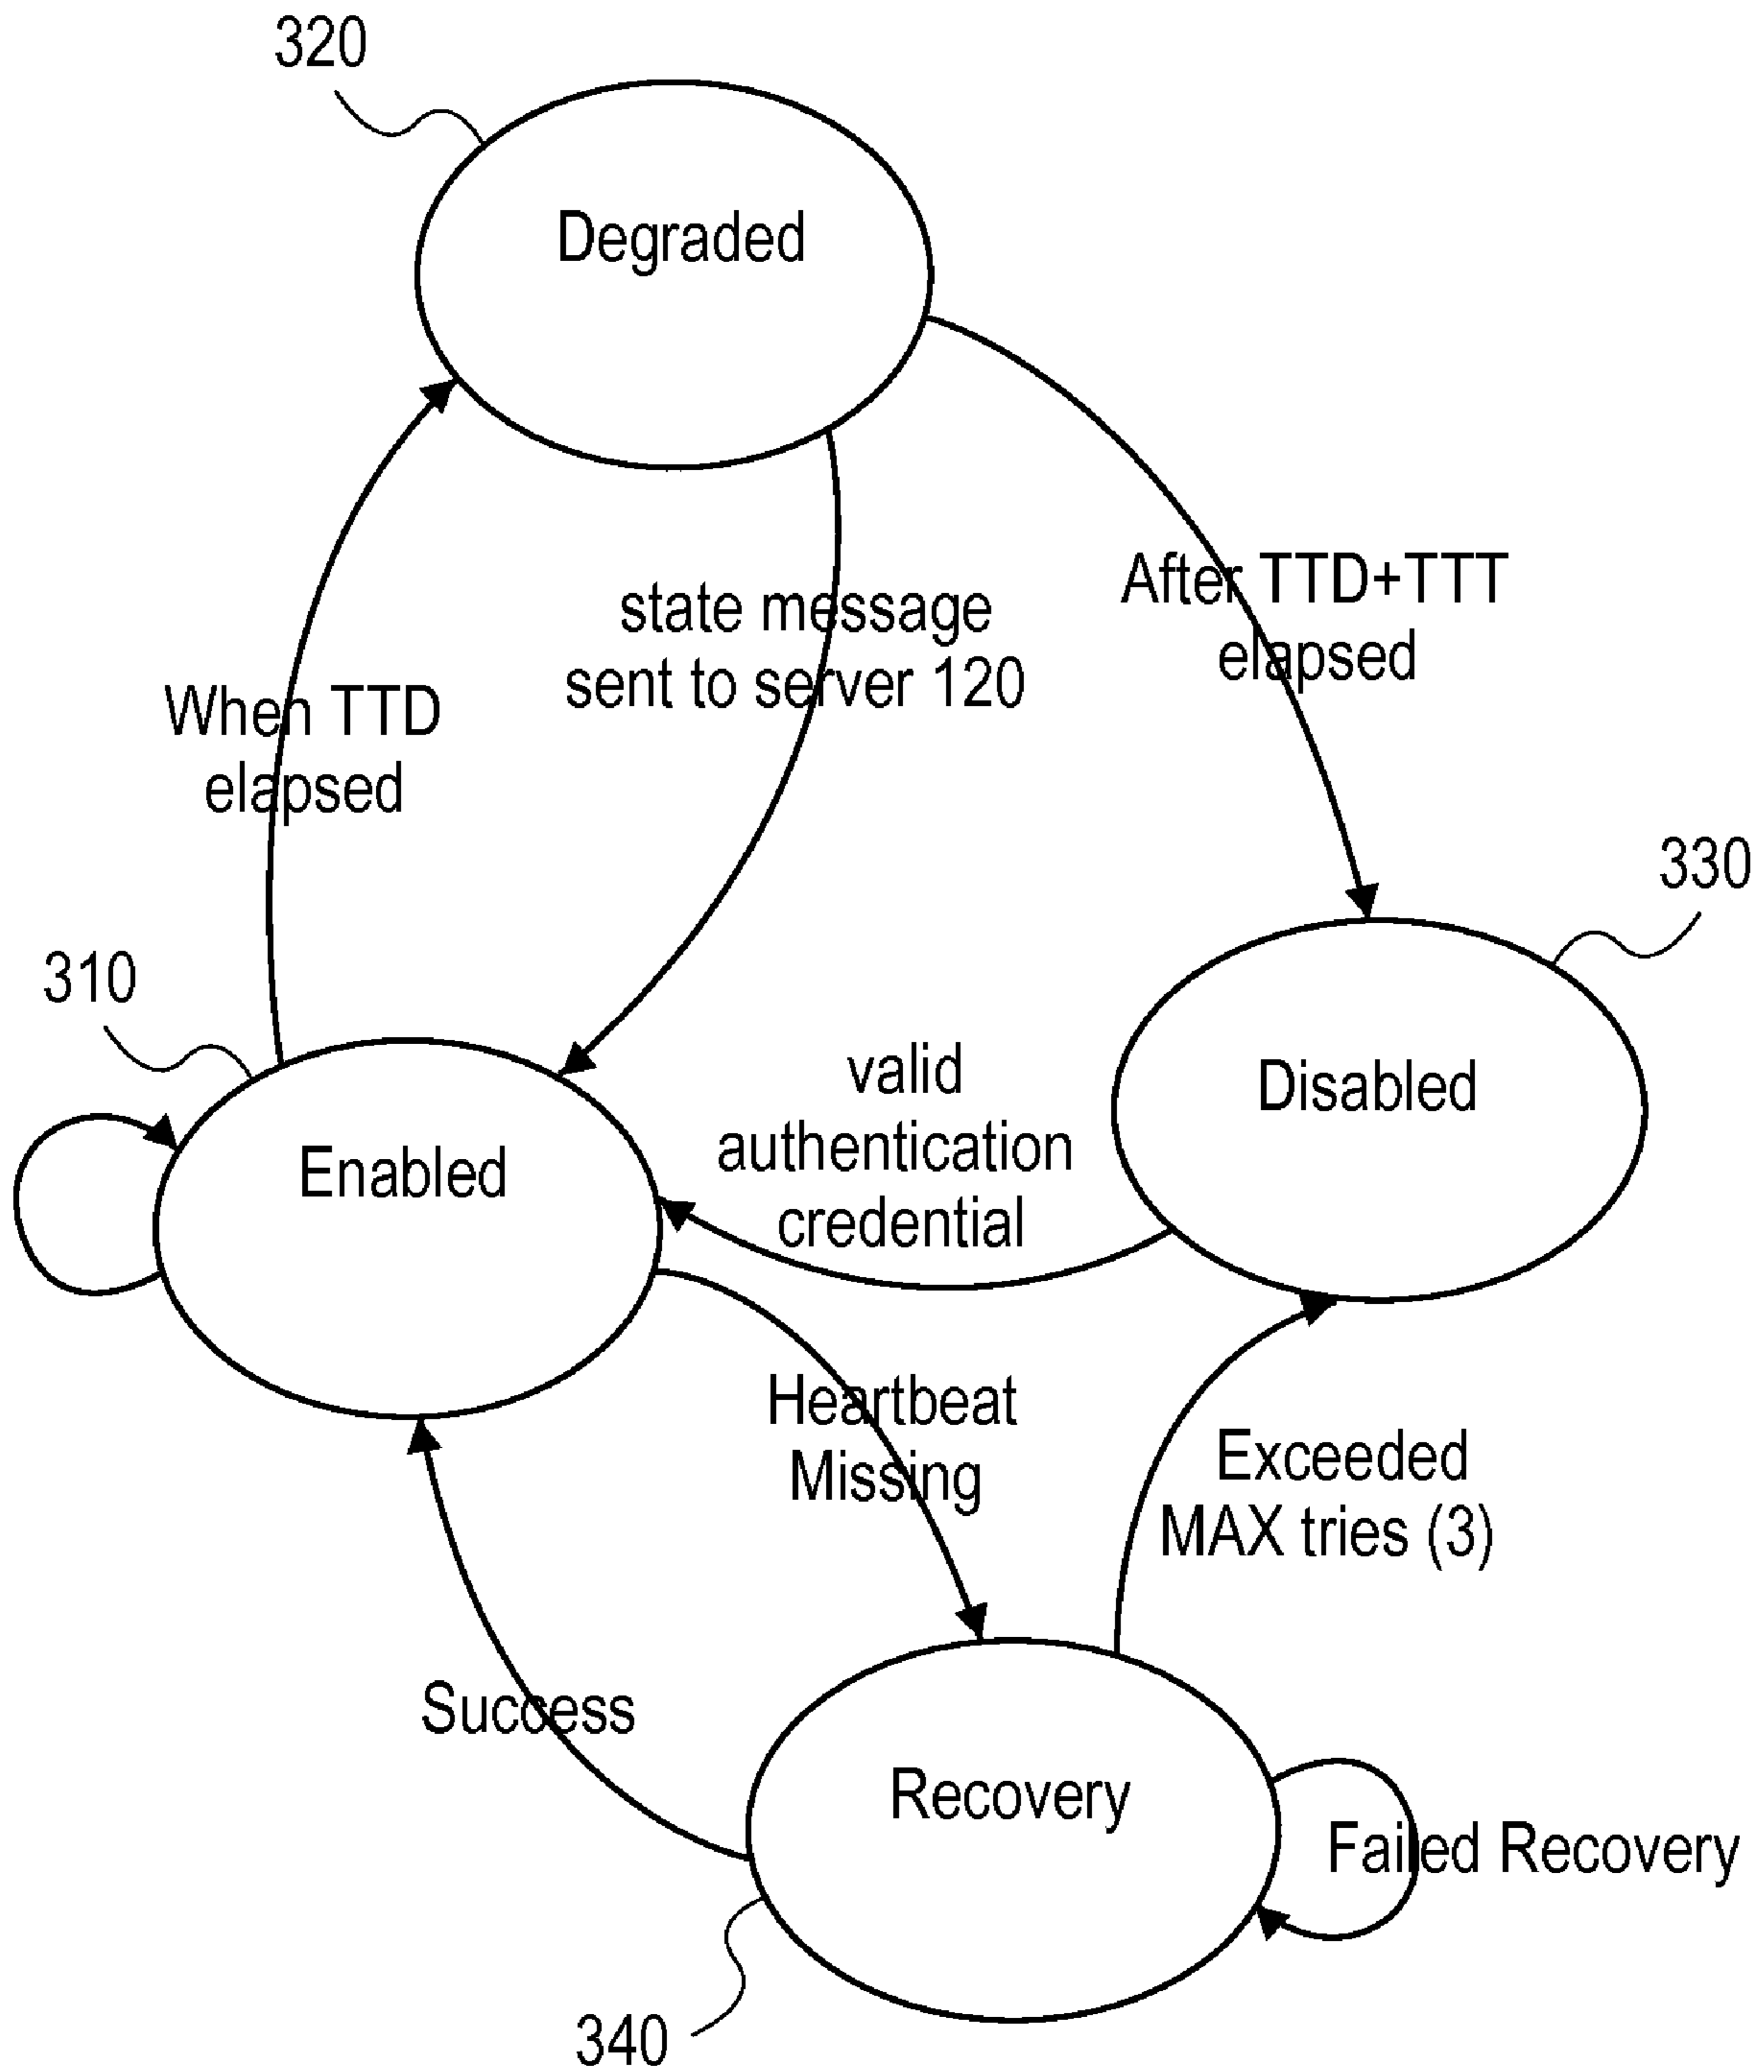 320
Degraded
state message
sent to server 120
After TTD+TTT
elapsed
When TTD
elapsed
330
310
Disabled
valid
authentication
credential
Enabled
Heartbeat
Missing
Exceeded
MAX tries (3)
Success
Recovery
Failed Recovery
340